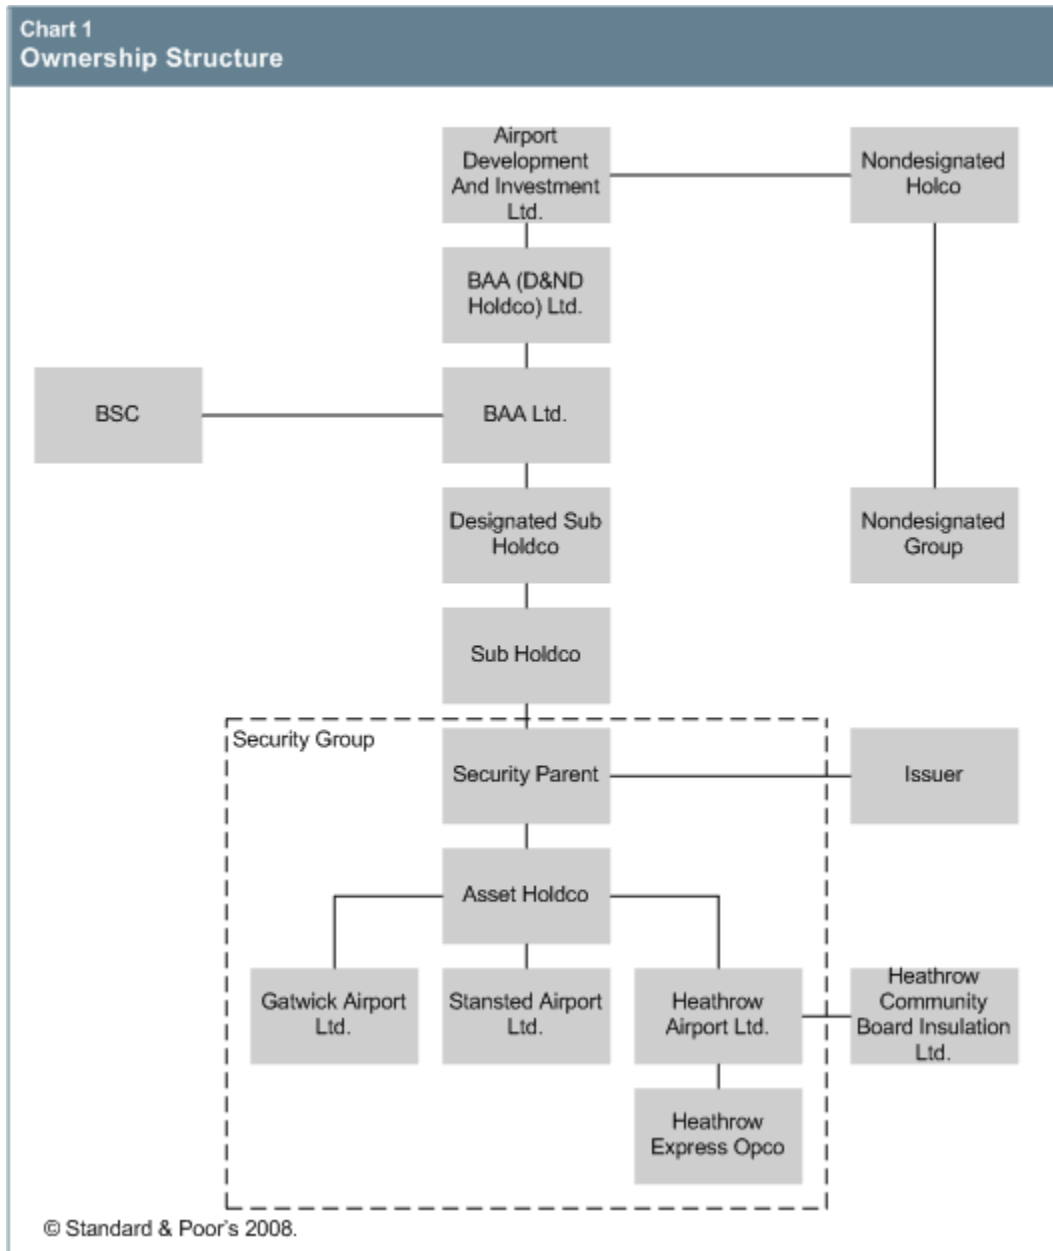 Chart 1
Ownership Structure
Airport
Development
And Investment
Ltd.
Nondesignated
Holco
BAA (D&ND
Holdco) Ltd.
BSC
BAA Ltd.
Designated Sub
Holdco
Nondesignated
Group
Sub Holdco
Security Group
Security Parent
Issuer
Asset Holdco
Gatwick Airport
Ltd.
Stansted Airport
Ltd.
Heathrow
Airport Ltd.
Heathrow
Community
Board Insulation
Ltd.
Heathrow
Express Opco
© Standard & Poor's 2008.